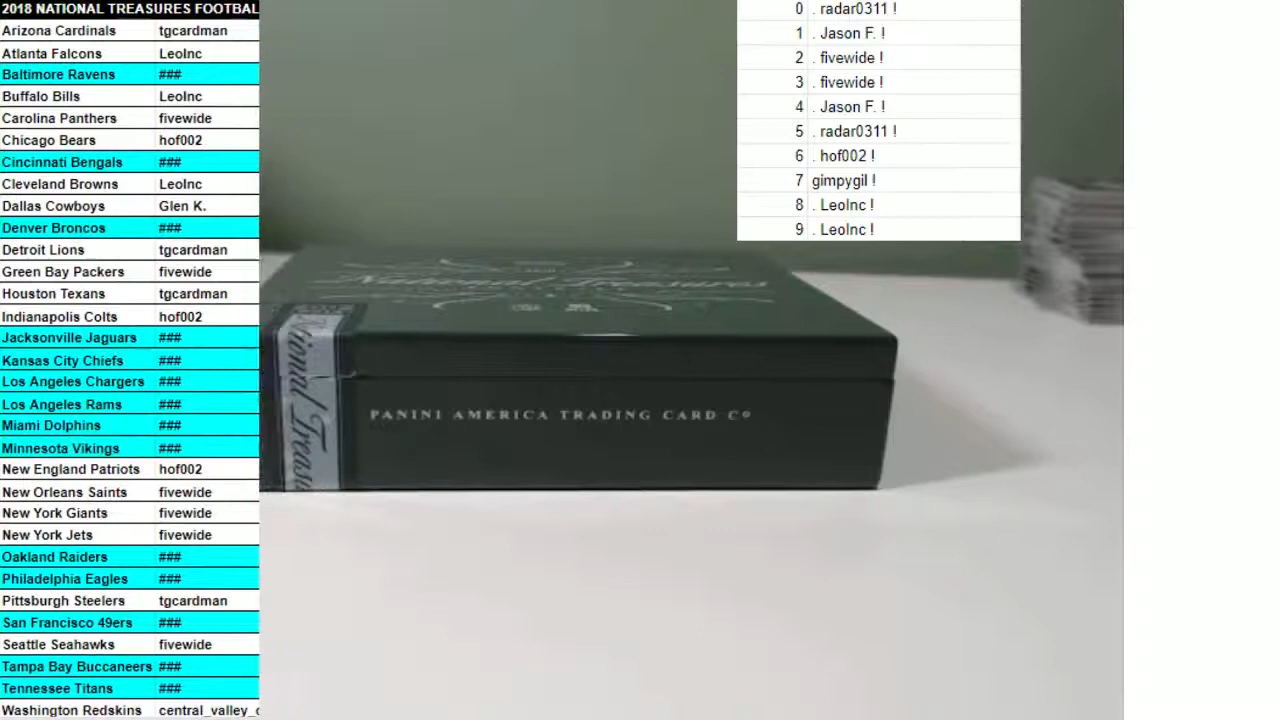 2018 NATIONAL TREASURES FOOTBAL
Arizona Cardinals tgcardman
Atlanta Falcons LeoInc
Baltimore Ravens ###
Buffalo Bills LeoInc
Carolina Panthers fivewide
Chicago Bears hof002
Cincinnati Bengals ###
Cleveland Browns LeoInc
Dallas Cowboys Glen K.
Denver Broncos ###
Detroit Lions tgcardman
Green Bay Packers fivewide
Houston Texans tgcardman
Indianapolis Colts hof002
Jacksonville Jaguars ###
Kansas City Chiefs ###
Los Angeles Chargers ###
Los Angeles Rams ###
Miami Dolphins ###
Minnesota Vikings ###
New England Patriots hof002
New Orleans Saints fivewide
New York Giants fivewide
New York Jets fivewide
Oakland Raiders ###
Philadelphia Eagles ###
Pittsburgh Steelers tgcardman
San Francisco 49ers ###
Seattle Seahawks fivewide
Tampa Bay Buccaneers ###
Tennessee Titans ###
Washington Redskins central_valley_
0 . radar0311 !
1 . Jason F. !
2 . fivewide !
3 . fivewide !
4 . Jason F. !
5 . radar0311 !
6 . hof002 !
7 gimpygil !
8 . LeoInc !
9 . LeoInc !
National Treasures
tional Treasu
PANINI AMERICA TRADING CARD Cº